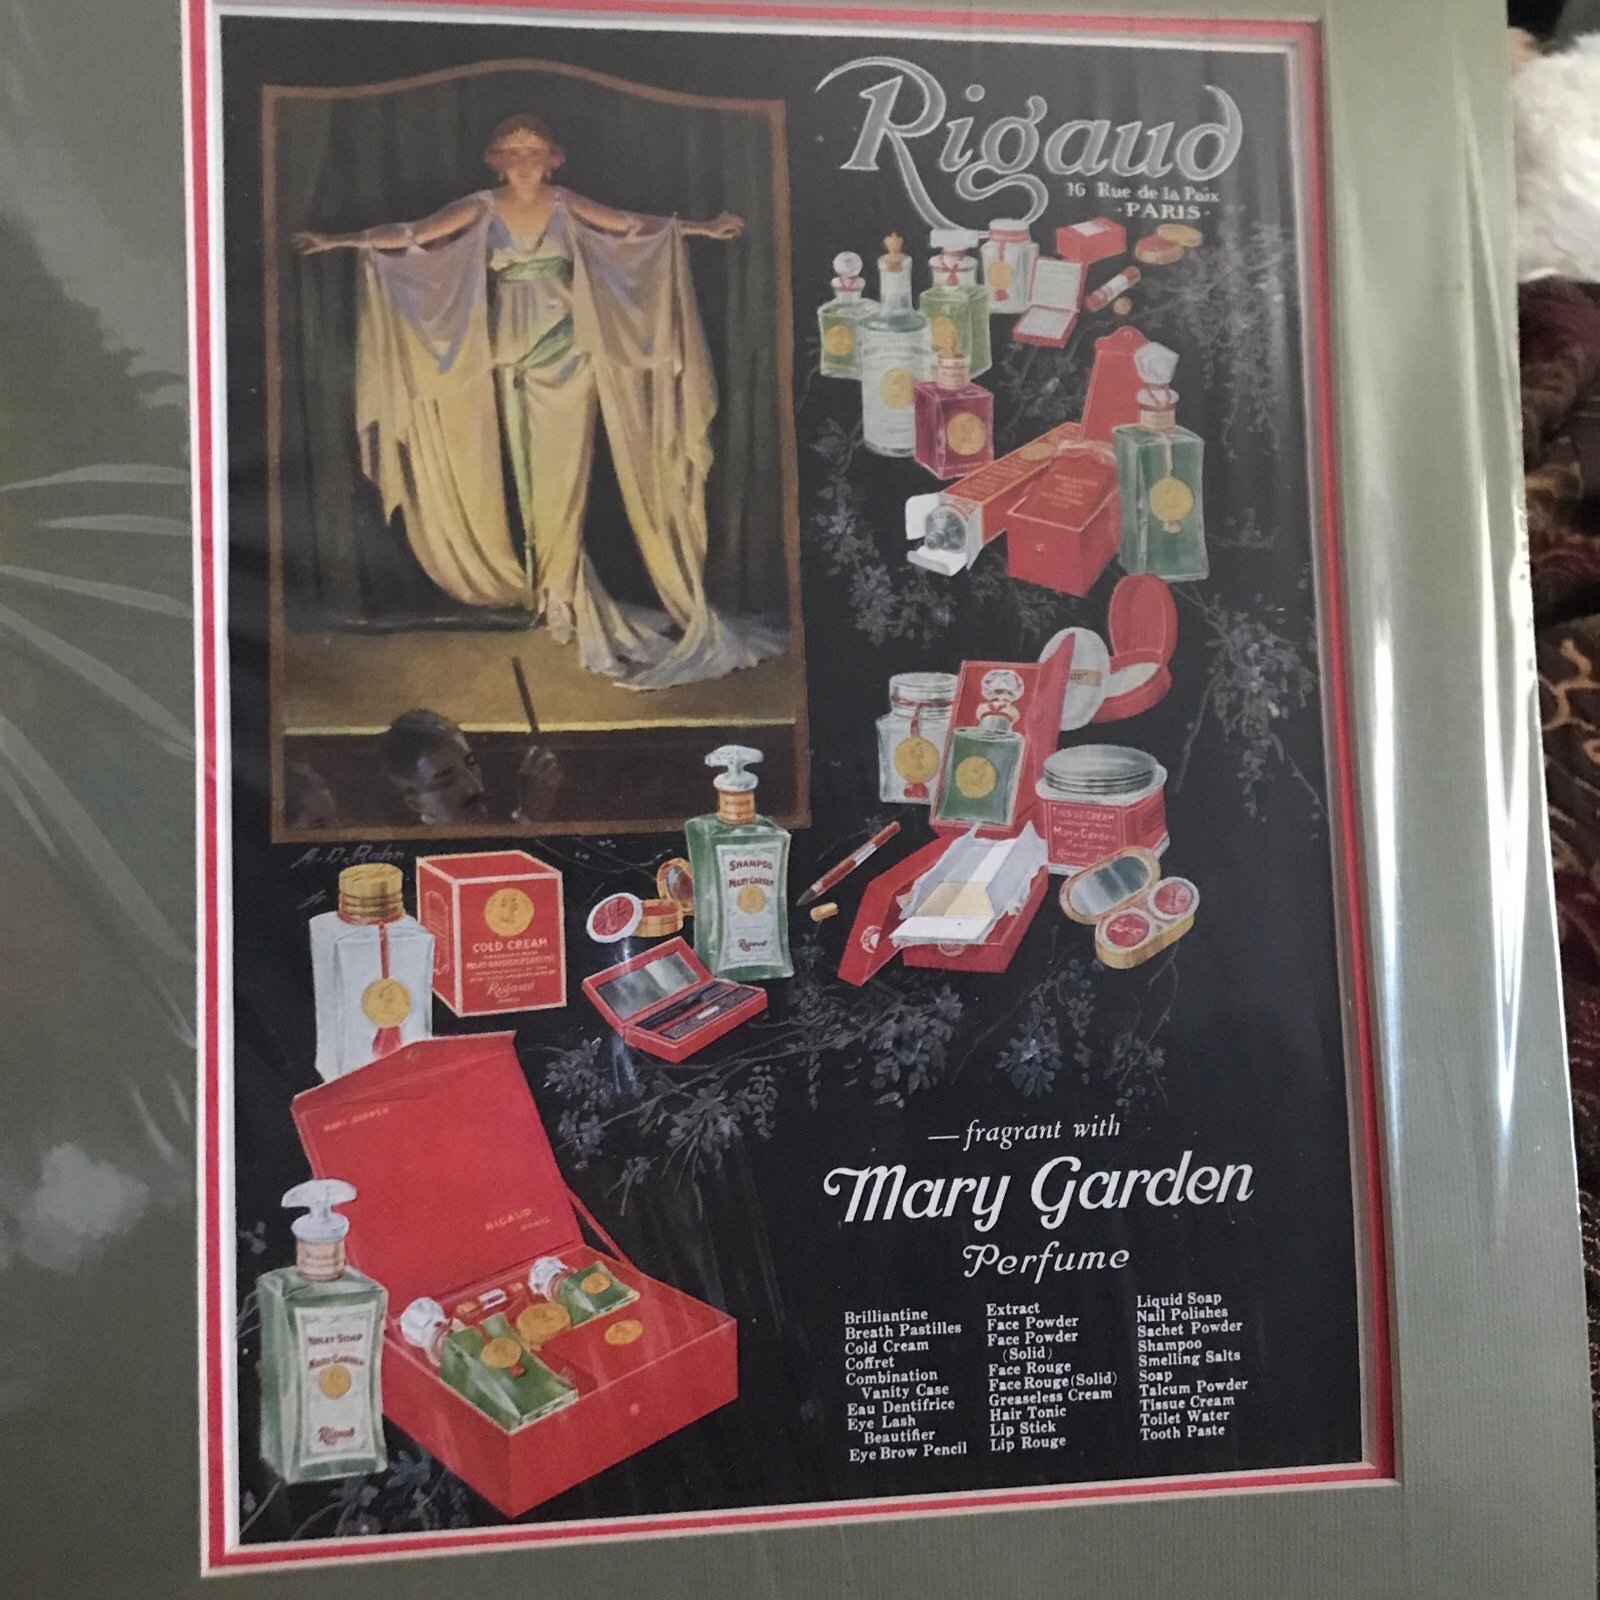 Rigaud
16 Rue de la Paix
·PARIS·
TISSUE CREAM
Mary Garden
Perfume
SHAMPOO
MARY GARDEN
Rigaud
COLD CREAM
MARY GARDEN PERFUME
Rigaud
RIGAUD
MARY GARDEN
Rigaud
—fragrant with
Mary Garden
Perfume
Brilliantine
Breath Pastilles
Cold Cream
Coffret
Combination
Vanity Case
Eau Dentifrice
Eye Lash
Beautifier
Eye Brow Pencil
Extract
Face Powder
Face Powder
(Solid)
Face Rouge
Face Rouge (Solid)
Greaseless Cream
Hair Tonic
Lip Stick
Lip Rouge
Liquid Soap
Nail Polishes
Sachet Powder
Shampoo
Smelling Salts
Soap
Talcum Powder
Tissue Cream
Toilet Water
Tooth Paste